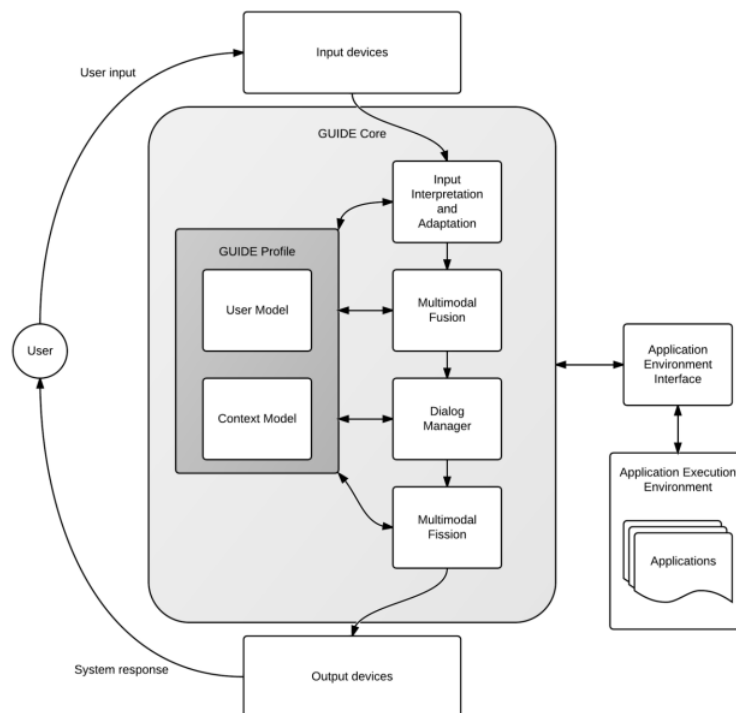 Input devices
User input
GUIDE Core
Input
Interpretation
and
Adaptation
GUIDE Profile
User Model
Multimodal
Fusion
User
Application
Environment
Interface
Context Model
Dialog
Manager
Application Execution
Environment
Multimodal
Fission
Applications
System response
Output devices